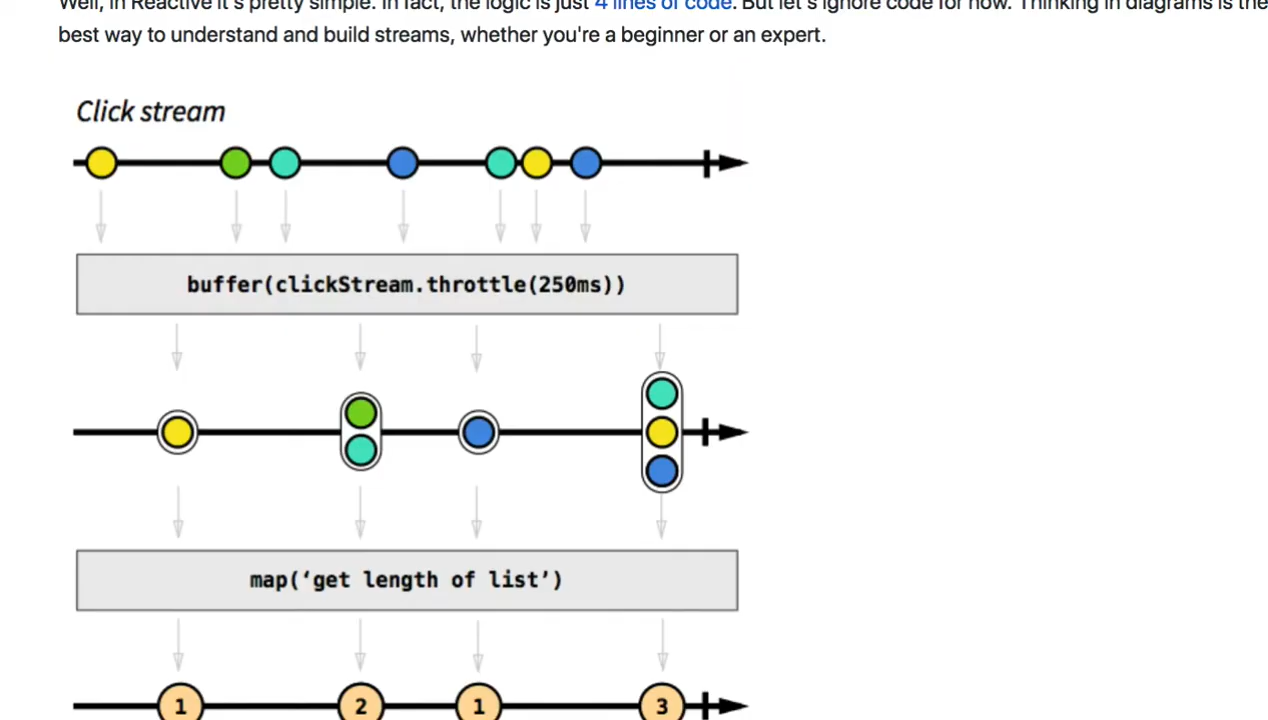 Well, in Reactive it's pretty simple. In fact, the logic is just 4 lines of code. But let's ignore code for now. Thinking in diagrams is the
best way to understand and build streams, whether you're a beginner or an expert.
Click stream
buffer(clickStream.throttle(250ms))
map(‘get length of list’)
1 2 1 3